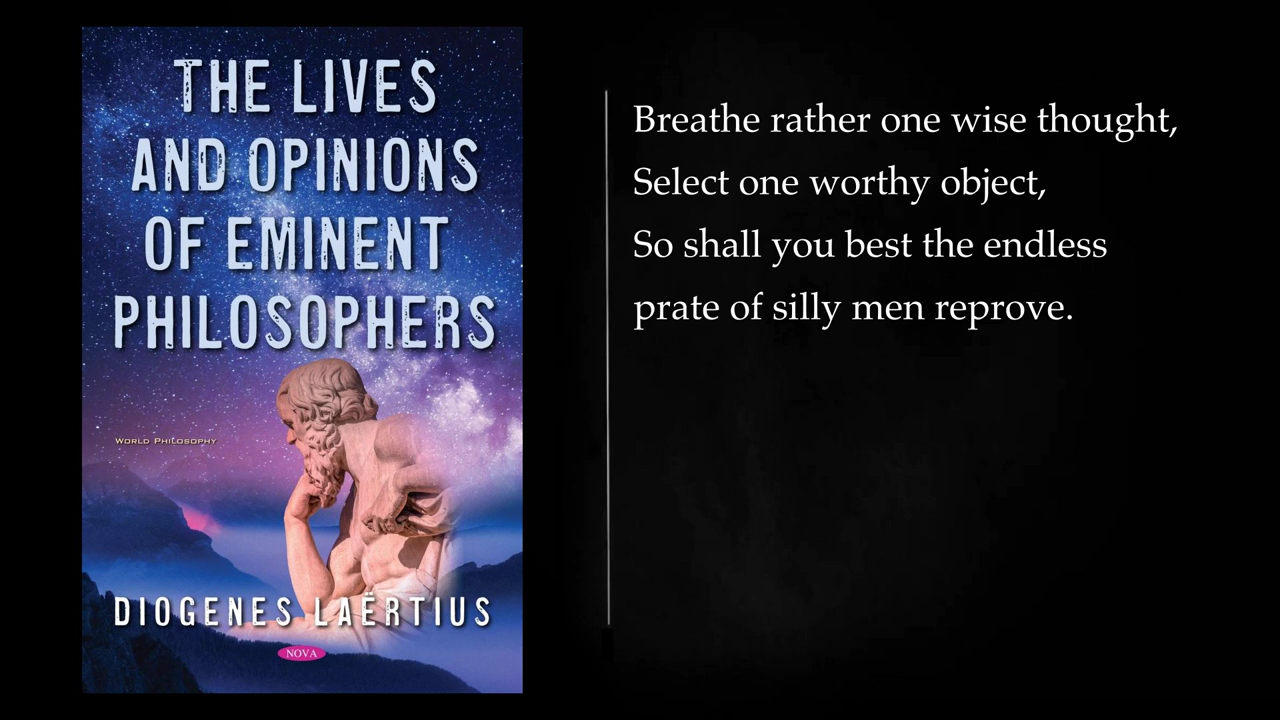 THE LIVES
AND OPINIONS
OF EMINENT
PHILOSOPHERS
WORLD PHILOSOPHY
DIOGENES LAËRTIUS
NOVA
Breathe rather one wise thought,
Select one worthy object,
So shall you best the endless
prate of silly men reprove.